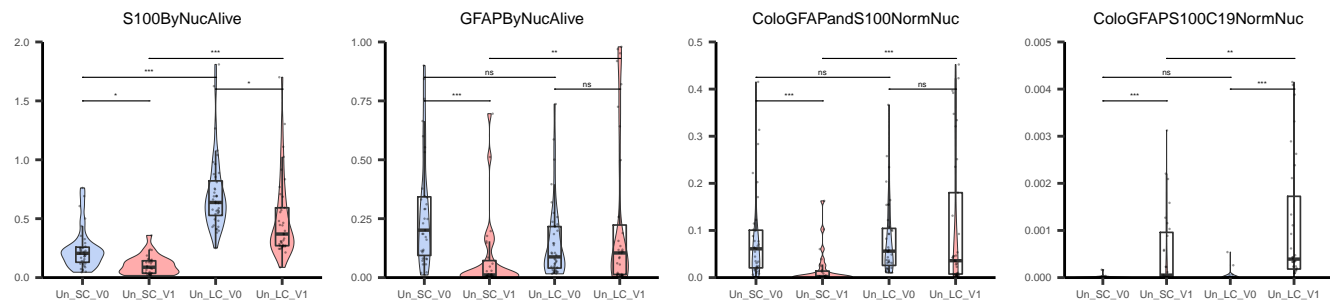 S100ByNucAlive
2.0
1.5
1.0
0.5
0.0
***
***
*
*
Un_SC_V0 Un_SC_V1 Un_LC_V0 Un_LC_V1
GFAPByNucAlive
1.00
0.75
0.50
0.25
0.00
**
ns
***
ns
Un_SC_V0 Un_SC_V1 Un_LC_V0 Un_LC_V1
ColoGFAPandS100NormNuc
0.5
0.4
0.3
0.2
0.1
0.0
***
ns
ns
***
Un_SC_V0 Un_SC_V1 Un_LC_V0 Un_LC_V1
ColoGFAPS100C19NormNuc
0.005
0.004
0.003
0.002
0.001
0.000
**
ns
***
***
Un_SC_V0 Un_SC_V1 Un_LC_V0 Un_LC_V1